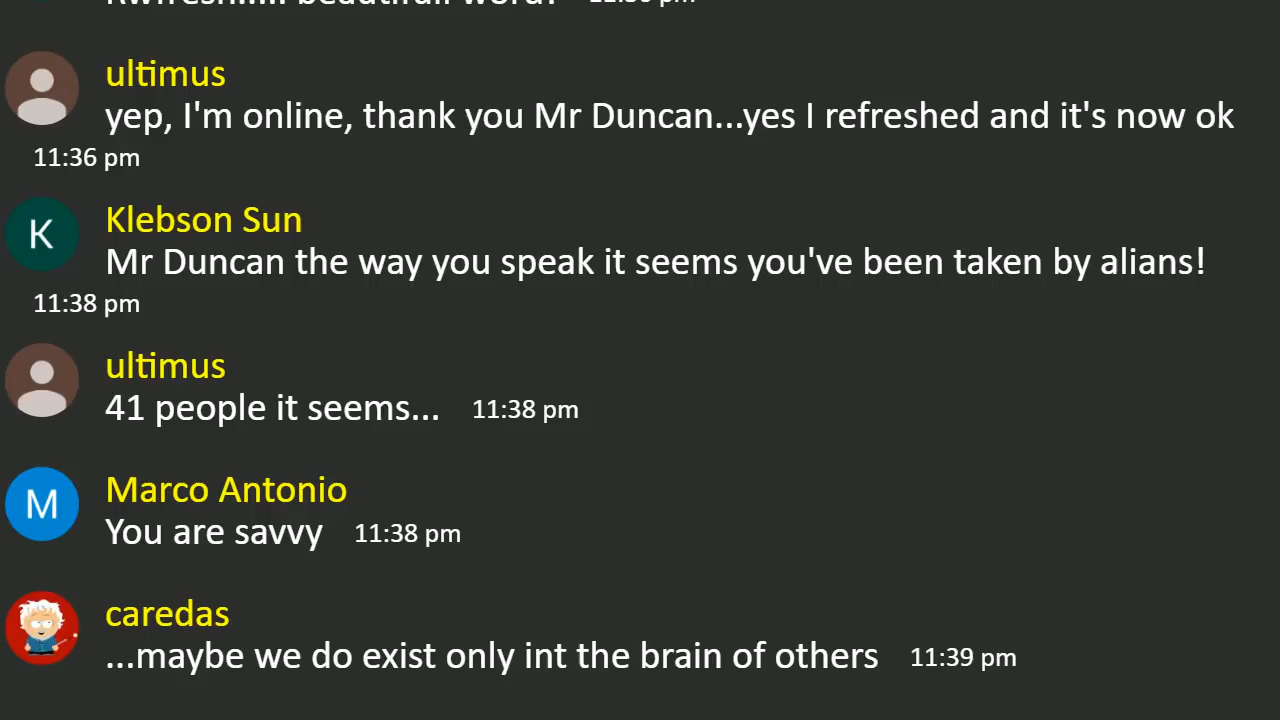 ultimus
yep, I'm online, thank you Mr Duncan...yes I refreshed and it's now ok
11:36 pm
K
Klebson Sun
Mr Duncan the way you speak it seems you've been taken by alians!
11:38 pm
ultimus
41 people it seems... 11:38 pm
M
Marco Antonio
You are savvy 11:38 pm
caredas
...maybe we do exist only int the brain of others 11:39 pm